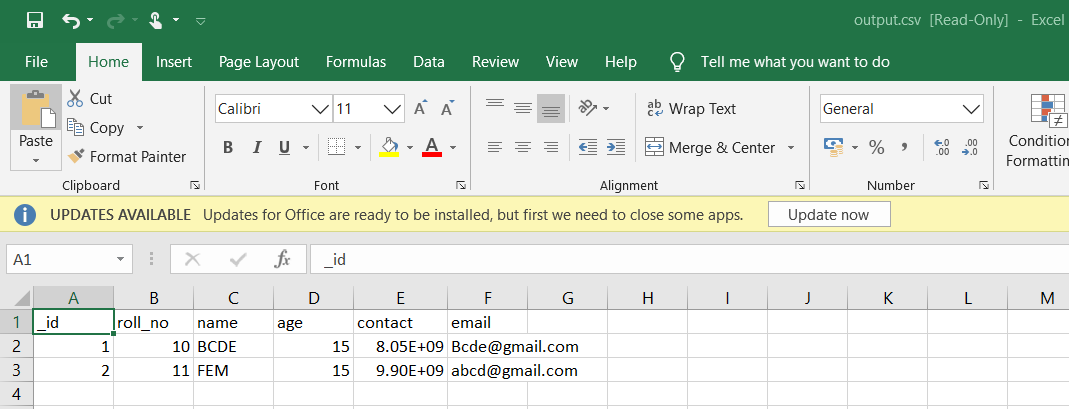 output.csv [Read-Only] - Excel
File Home Insert Page Layout Formulas Data Review View Help Tell me what you want to do
Cut
Copy
Format Painter
Paste
Clipboard
Calibri 11 A A
B I U A
Font
ab c Wrap Text
Merge & Center
Alignment
General
% , .0 .00 .00 .0
Number
Condition
Formattin
UPDATES AVAILABLE Updates for Office are ready to be installed, but first we need to close some apps. Update now
A1 fx _id
A B C D E F G H I J K L M
1 _id roll_no name age contact email
2 1 10 BCDE 15 8.05E+09 Bcde@gmail.com
3 2 11 FEM 15 9.90E+09 abcd@gmail.com
4